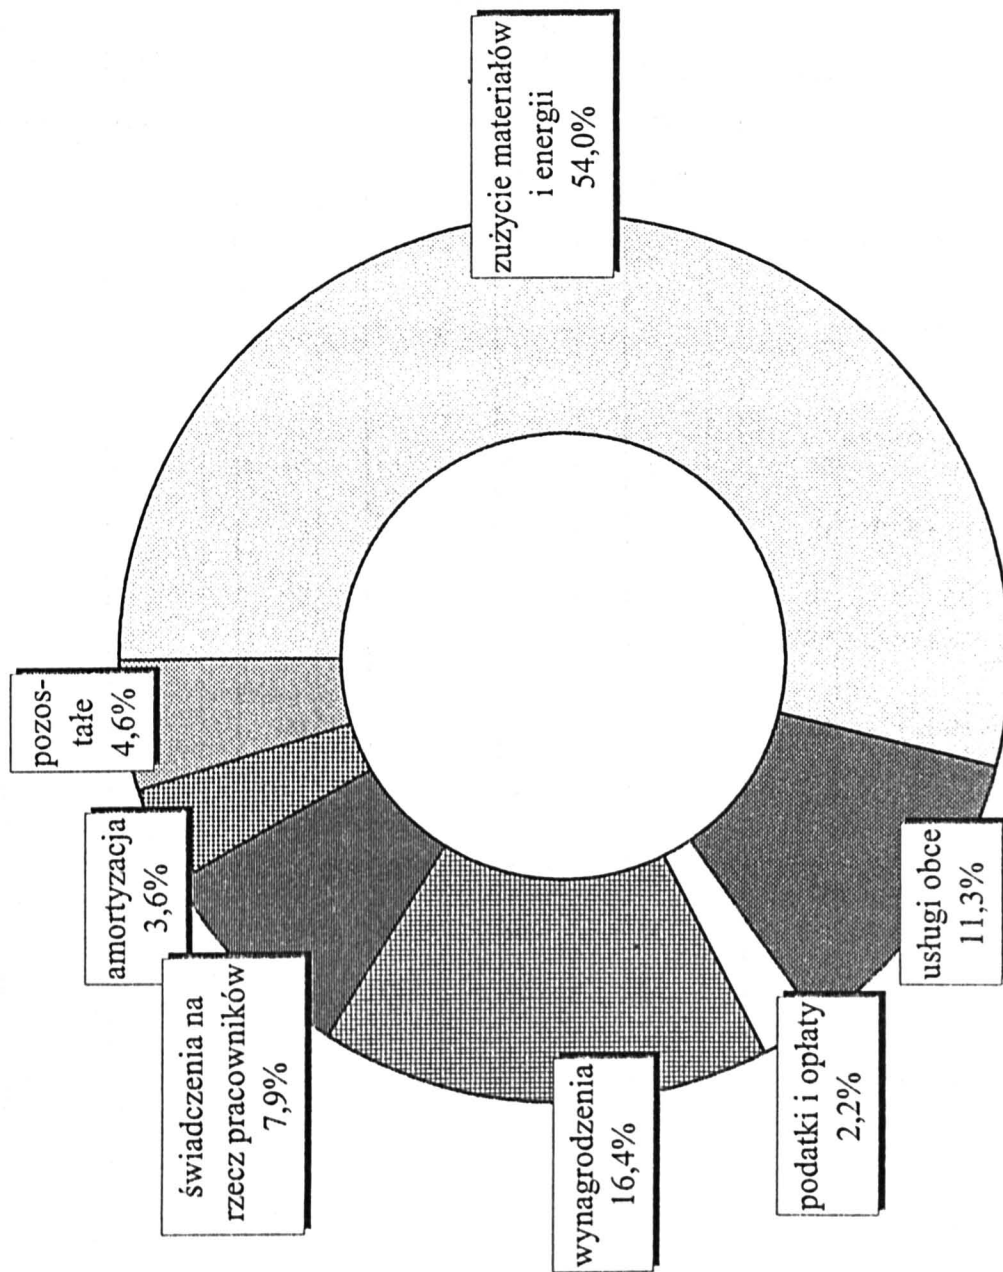 zużycie materiałów
i energii
54,0%
usługi obce
11,3%
podatki i opłaty
2,2%
wynagrodzenia
16,4%
świadczenia na
rzecz pracowników
7,9%
amortyzacja
3,6%
pozos-
tałe
4,6%